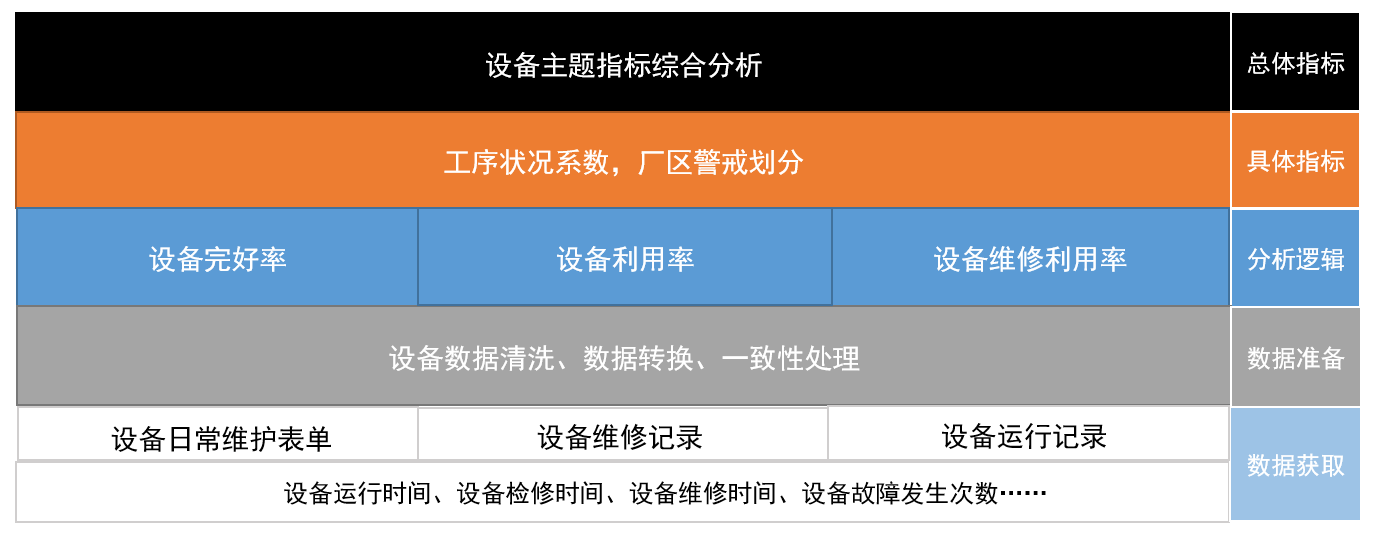 设备主题指标综合分析
总体指标
工序状况系数，厂区警戒划分
具体指标
设备完好率
设备利用率
设备维修利用率
分析逻辑
设备数据清洗、数据转换、一致性处理
数据准备
设备日常维护表单
设备维修记录
设备运行记录
数据获取
设备运行时间、设备检修时间、设备维修时间、设备故障发生次数……